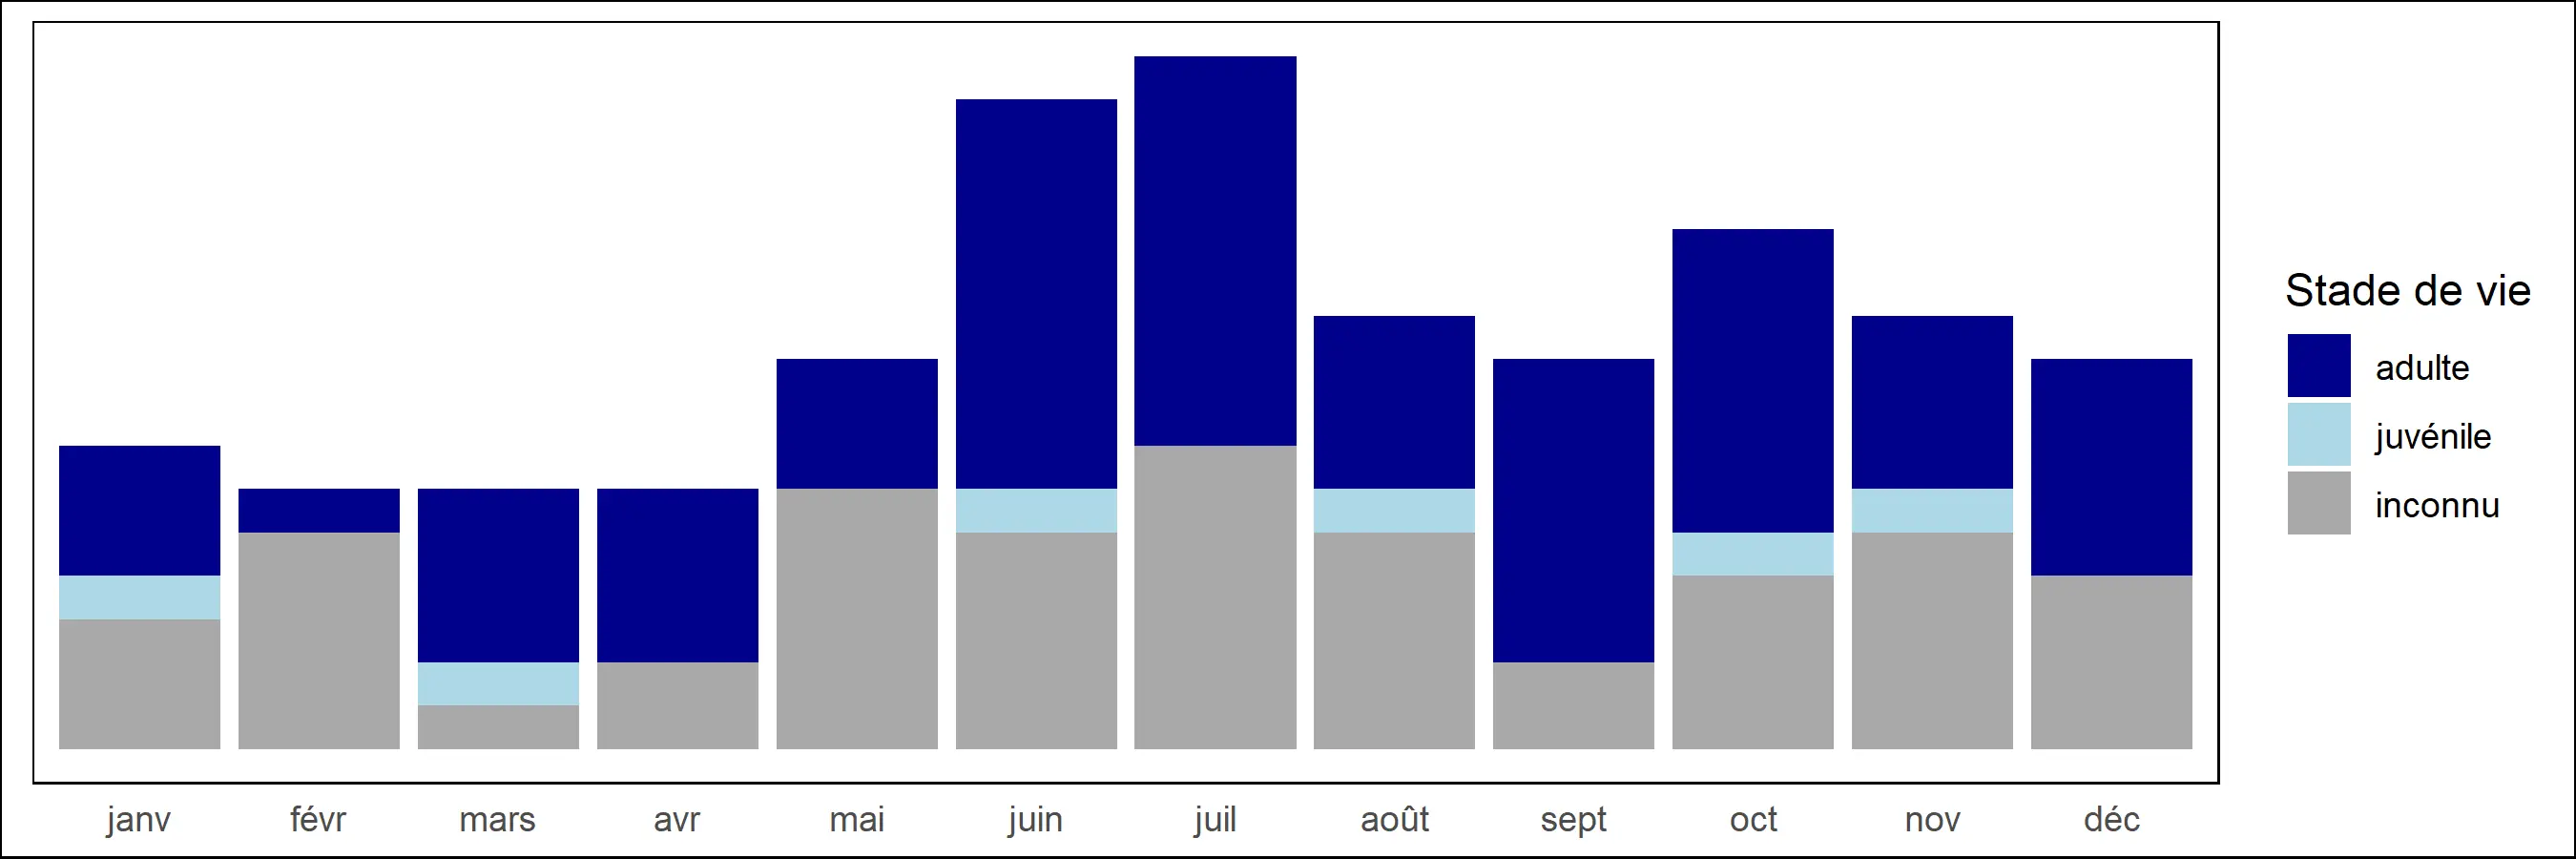 janv févr mars avr mai juin juil août sept oct nov déc
Stade de vie
adulte
juvénile
inconnu